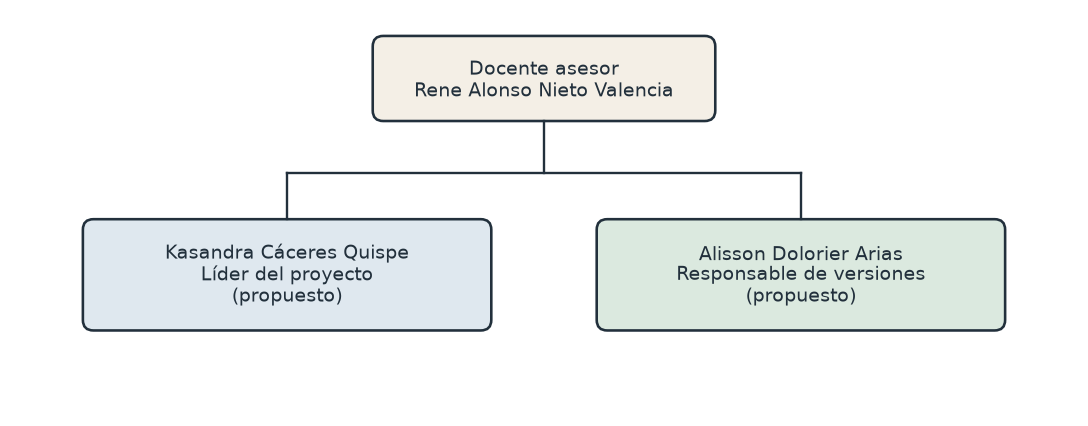 Docente asesor
Rene Alonso Nieto Valencia
Kasandra Cáceres Quispe
Líder del proyecto
(propuesto)
Alisson Dolorier Arias
Responsable de versiones
(propuesto)